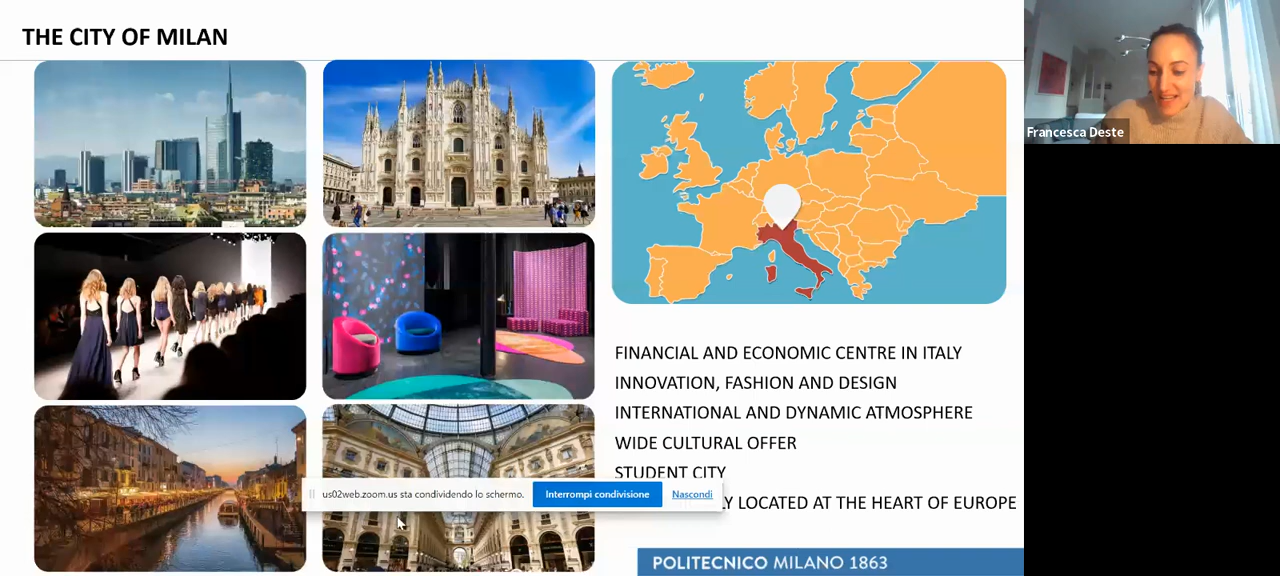 THE CITY OF MILAN
Francesca Deste
FINANCIAL AND ECONOMIC CENTRE IN ITALY
INNOVATION, FASHION AND DESIGN
INTERNATIONAL AND DYNAMIC ATMOSPHERE
WIDE CULTURAL OFFER
STUDENT CITY
us02web.zoom.us sta condividendo lo schermo. Interrompi condivisione Nascondi
LY LOCATED AT THE HEART OF EUROPE
POLITECNICO MILANO 1863